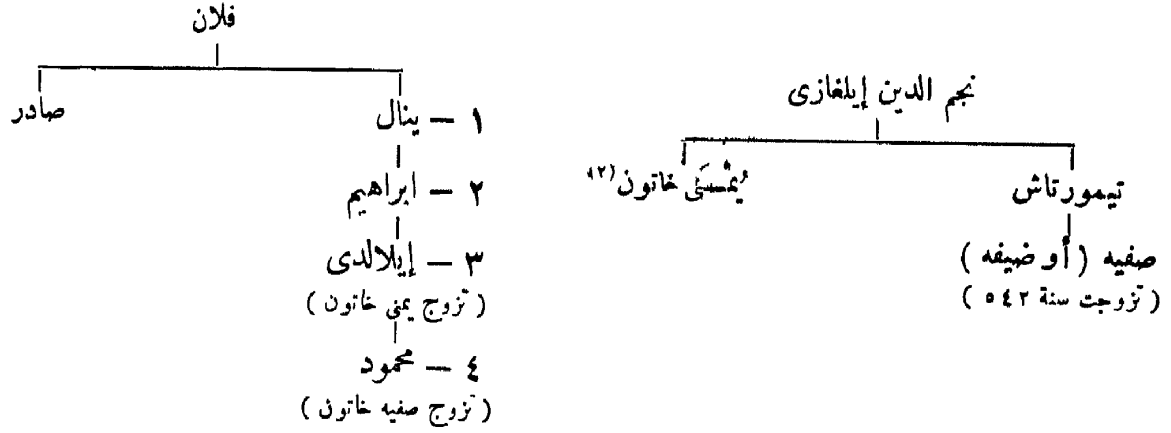 نجم الدين إيلغازى
تيمورتاش
خاتون
صفيه ( أو ضيفه )
( تزوجت سنة ٥٤٢ )
فلان
١ – ينال
صادر
٢ – ابراهيم
٣ – إيلالدى
( تزوج يمنى خاتون )
٤ – محمود
( تزوج صفيه خاتون )